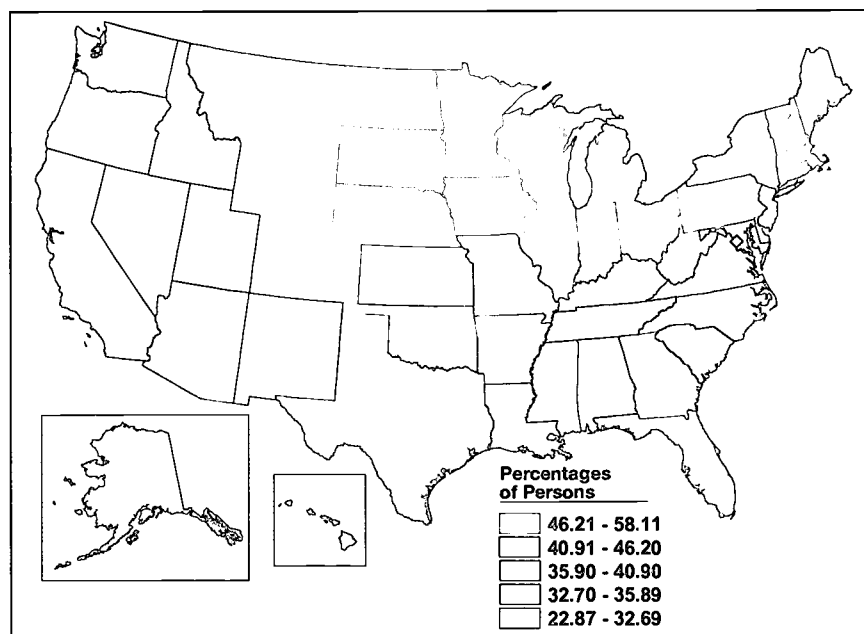 Percentages
of Persons
46.21 - 58.11
40.91 - 46.20
35.90 - 40.90
32.70 - 35.89
22.87 - 32.69